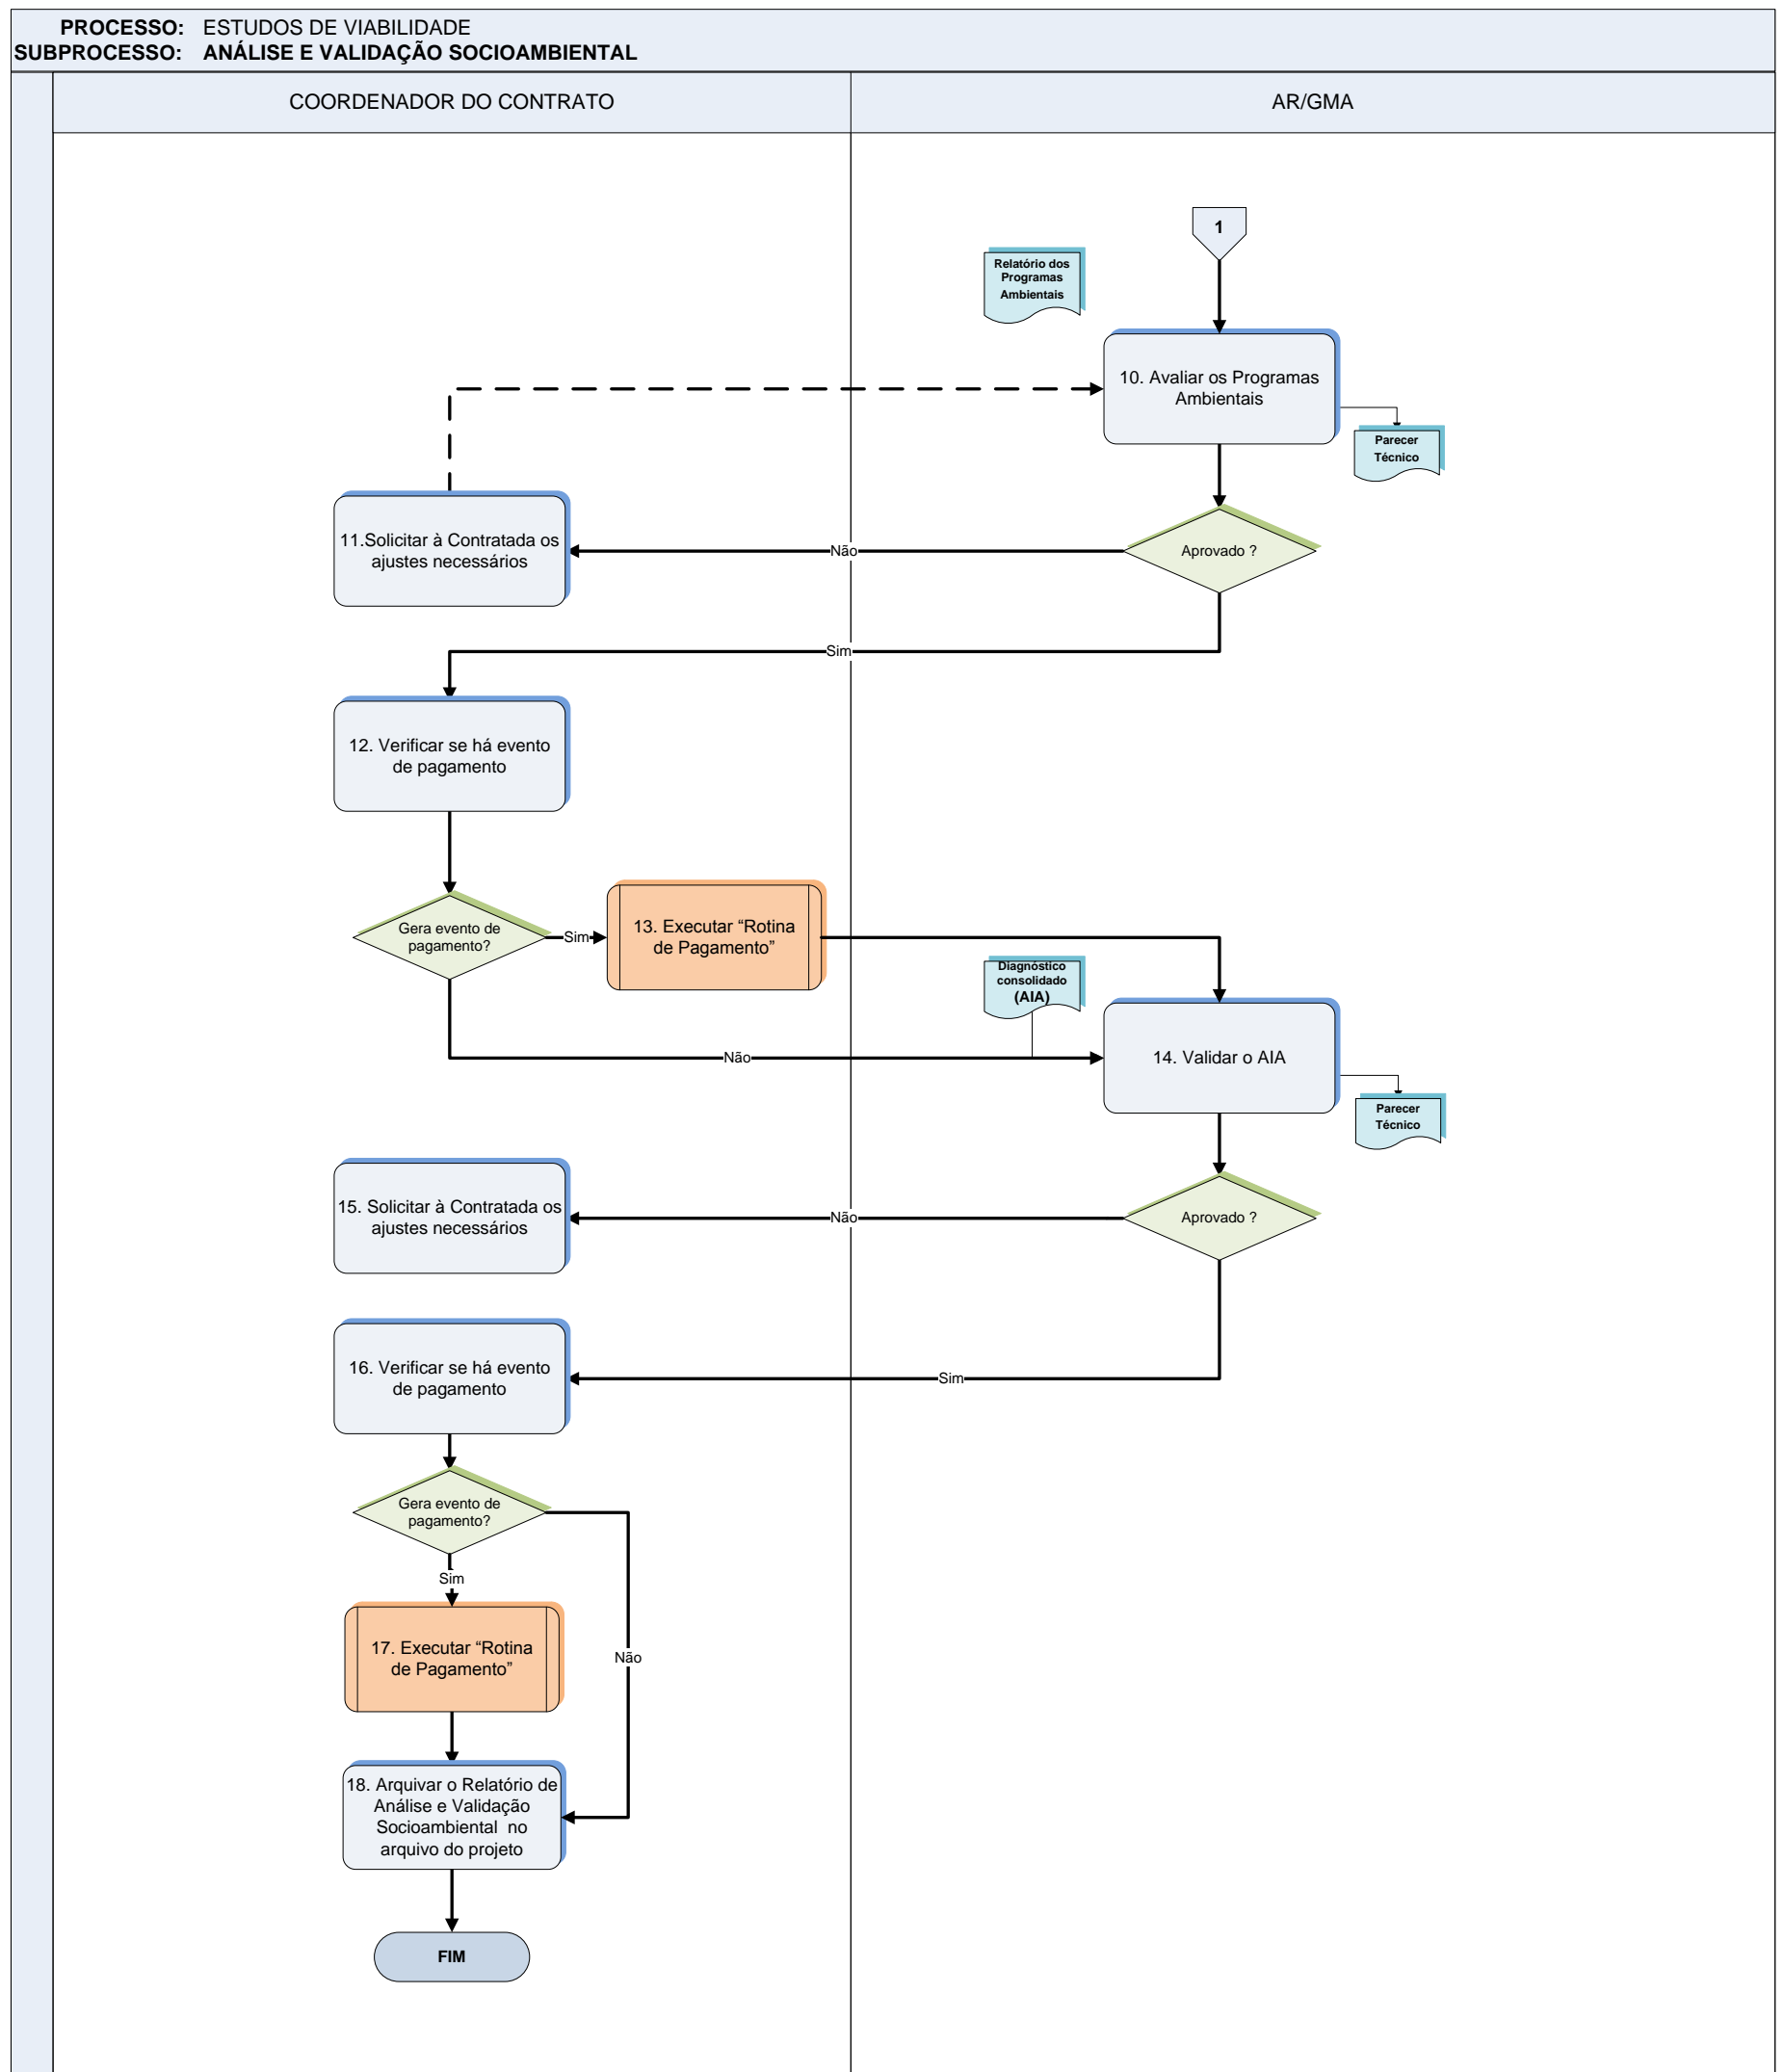 PROCESSO: ESTUDOS DE VIABILIDADE
SUBPROCESSO: ANÁLISE E VALIDAÇÃO SOCIOAMBIENTAL
COORDENADOR DO CONTRATO
AR/GMA
1
Relatório dos
Programas
Ambientais
10. Avaliar os Programas
Ambientais
Parecer
Técnico
11.Solicitar à Contratada os
ajustes necessários
Não
Aprovado ?
Sim
12. Verificar se há evento
de pagamento
Gera evento de
pagamento?
Sim
13. Executar “Rotina
de Pagamento”
Diagnóstico
consolidado
(AIA)
Não
14. Validar o AIA
Parecer
Técnico
15. Solicitar à Contratada os
ajustes necessários
Não
Aprovado ?
16. Verificar se há evento
de pagamento
Sim
Gera evento de
pagamento?
Sim
17. Executar “Rotina
de Pagamento”
Não
18. Arquivar o Relatório de
Análise e Validação
Socioambiental no
arquivo do projeto
FIM